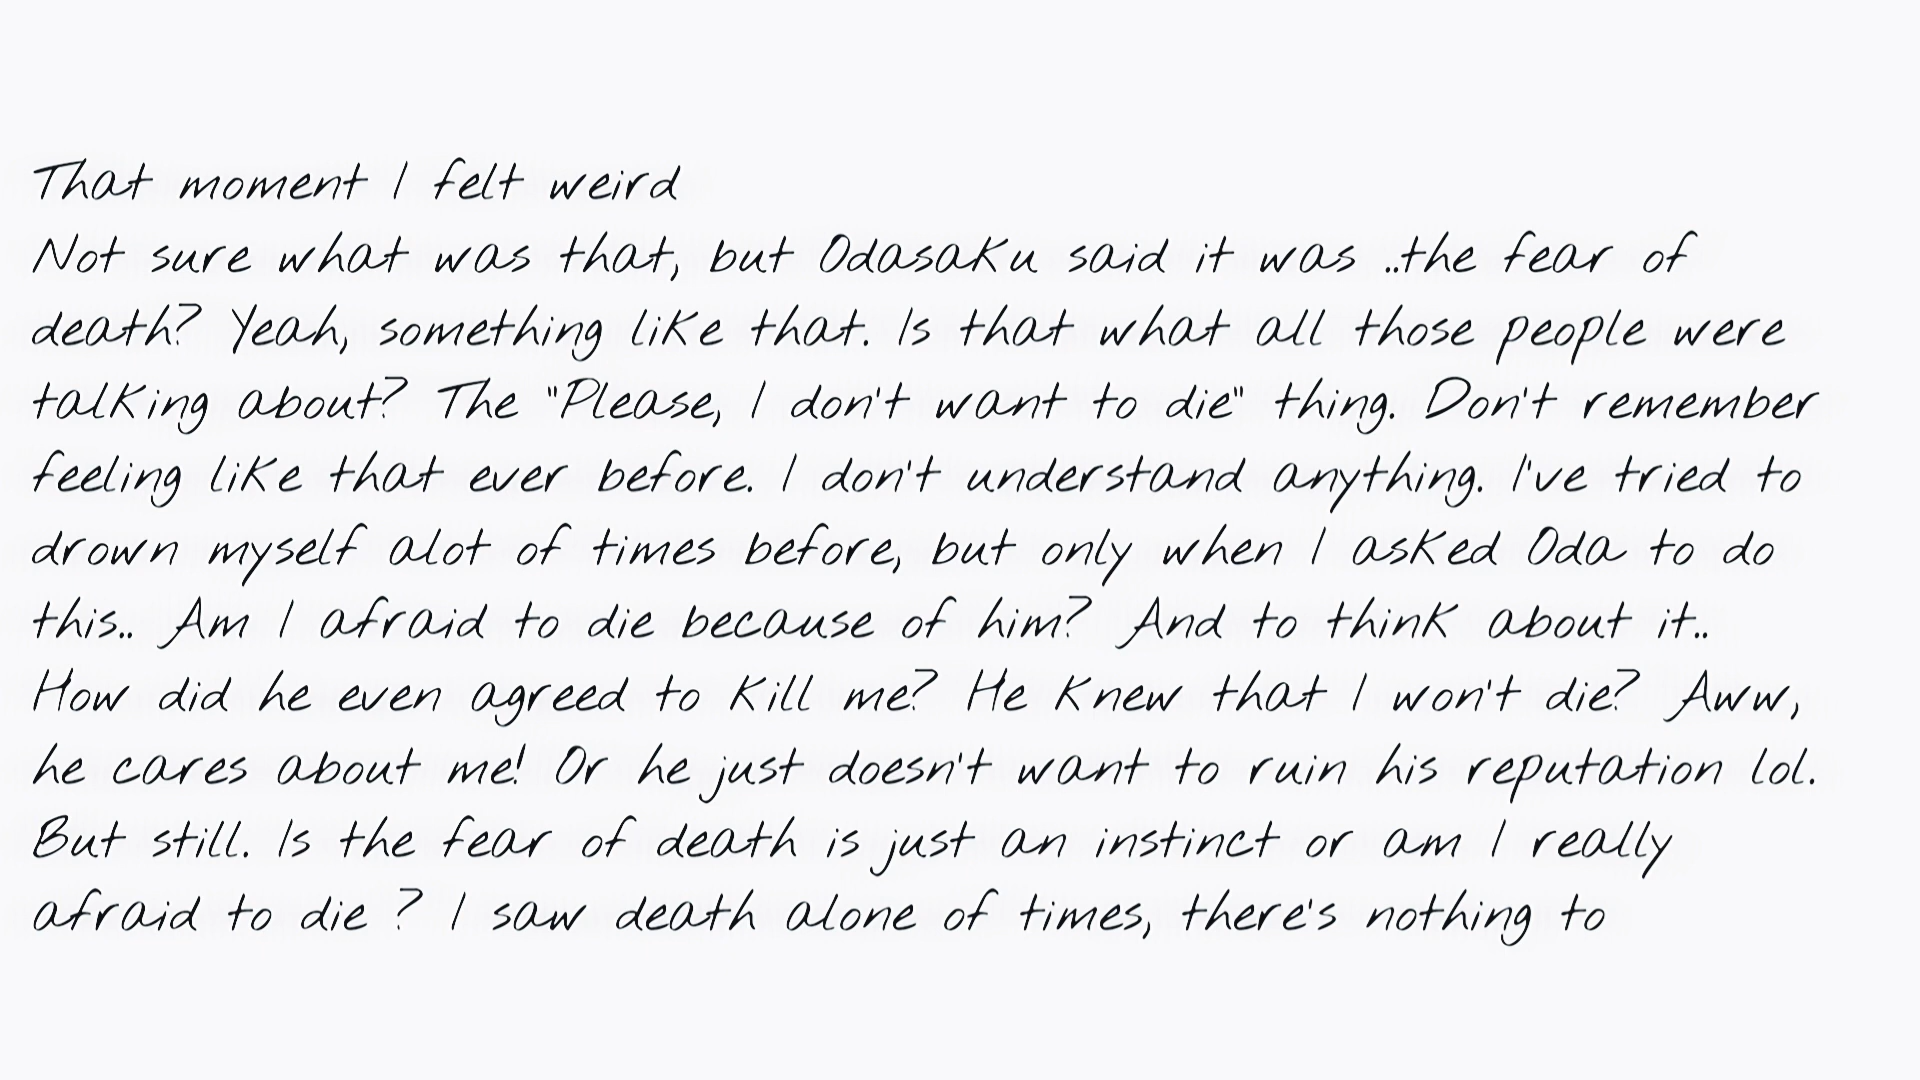 That moment I felt weird
Not sure what was that, but Odasaku said it was ..the fear of
death? Yeah, something like that. Is that what all those people were
talking about? The "Please, I don't want to die" thing. Don't remember
feeling like that ever before. I don't understand anything. I've tried to
drown myself alot of times before, but only when I asked Oda to do
this.. Am I afraid to die because of him? And to think about it..
How did he even agreed to kill me? He knew that I won't die? Aww,
he cares about me! Or he just doesn't want to ruin his reputation lol.
But still. Is the fear of death is just an instinct or am I really
afraid to die ? I saw death alone of times, there's nothing to